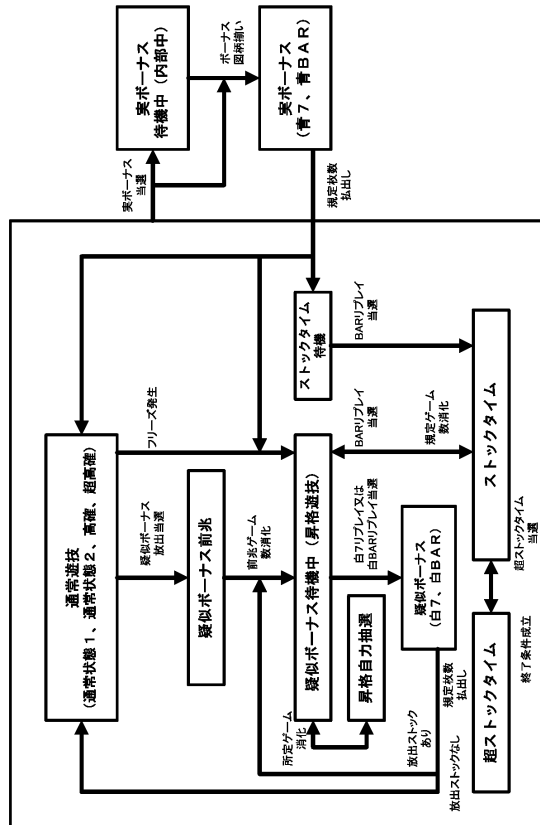 通常遊技
(通常状態1、通常状態2、高確、超高確)
疑似ボーナス
放出当選
フリーズ発生
疑似ボーナス前兆
前兆ゲーム
数消化
疑似ボーナス待機中(昇格遊技)
所定ゲーム
消化
昇格自力抽選
白7リプレイ又は
白BARリプレイ当選
疑似ボーナス
(白7、白BAR)
規定枚数
払出し
放出ストック
あり
放出ストックなし
BARリプレイ
当選
規定ゲーム
数消化
ストックタイム
待機
BARリプレイ
当選
ストックタイム
超ストックタイム
当選
終了条件成立
超ストックタイム
実ボーナス
当選
実ボーナス
待機中(内部中)
ボーナス
図柄揃い
実ボーナス
(青7、青BAR)
規定枚数
払出し